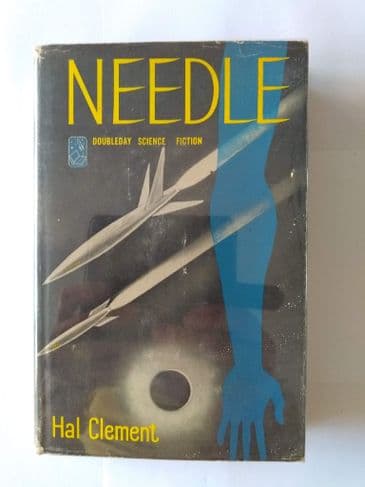 NEEDLE
DOUBLEDAY SCIENCE FICTION
Hal Clement